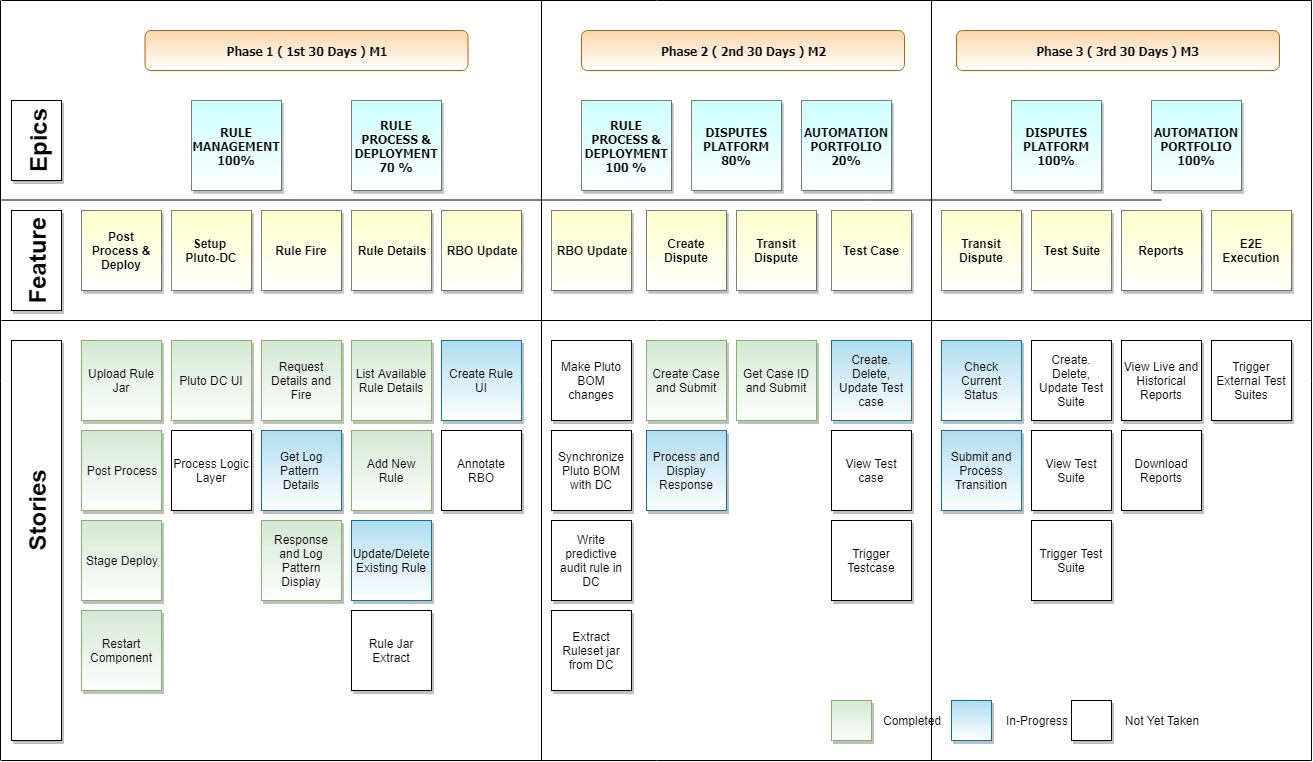 Phase 1 ( 1st 30 Days ) M1
Phase 2 ( 2nd 30 Days ) M2
Phase 3 ( 3rd 30 Days ) M3
Epics
RULE
MANAGEMENT
100%
RULE
PROCESS &
DEPLOYMENT
70 %
RULE
PROCESS &
DEPLOYMENT
100 %
DISPUTES
PLATFORM
80%
AUTOMATION
PORTFOLIO
20%
DISPUTES
PLATFORM
100%
AUTOMATION
PORTFOLIO
100%
Feature
Post
Process &
Deploy
Setup
Pluto-DC
Rule Fire
Rule Details
RBO Update
RBO Update
Create
Dispute
Transit
Dispute
Test Case
Transit
Dispute
Test Suite
Reports
E2E
Execution
Stories
Upload Rule
Jar
Pluto DC UI
Request
Details and
Fire
List Available
Rule Details
Create Rule
UI
Make Pluto
BOM
changes
Create Case
and Submit
Get Case ID
and Submit
Create.
Delete,
Update Test
case
Check
Current
Status
Create.
Delete,
Update Test
Suite
View Live and
Historical
Reports
Trigger
External Test
Suites
Post Process
Process Logic
Layer
Get Log
Pattern
Details
Add New
Rule
Annotate
RBO
Synchronize
Pluto BOM
with DC
Process and
Display
Response
View Test
case
Submit and
Process
Transition
View Test
Suite
Download
Reports
Stage Deploy
Response
and Log
Pattern
Display
Update/Delete
Existing Rule
Write
predictive
audit rule in
DC
Trigger
Testcase
Trigger Test
Suite
Restart
Component
Rule Jar
Extract
Extract
Ruleset jar
from DC
Completed
In-Progress
Not Yet Taken